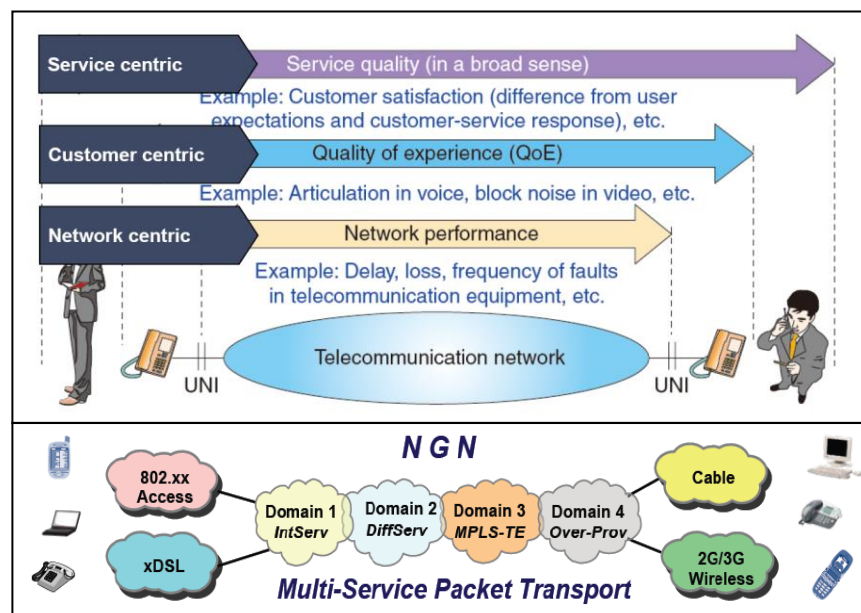 Service centric
Service quality (in a broad sense)
Example: Customer satisfaction (difference from user
expectations and customer-service response), etc.
Customer centric
Quality of experience (QoE)
Example: Articulation in voice, block noise in video, etc.
Network centric
Network performance
Example: Delay, loss, frequency of faults
in telecommunication equipment, etc.
Telecommunication network
UNI
UNI
N G N
802.xx
Access
Cable
Domain 1
IntServ
Domain 2
DiffServ
Domain 3
MPLS-TE
Domain 4
Over-Prov
xDSL
2G/3G
Wireless
Multi-Service Packet Transport